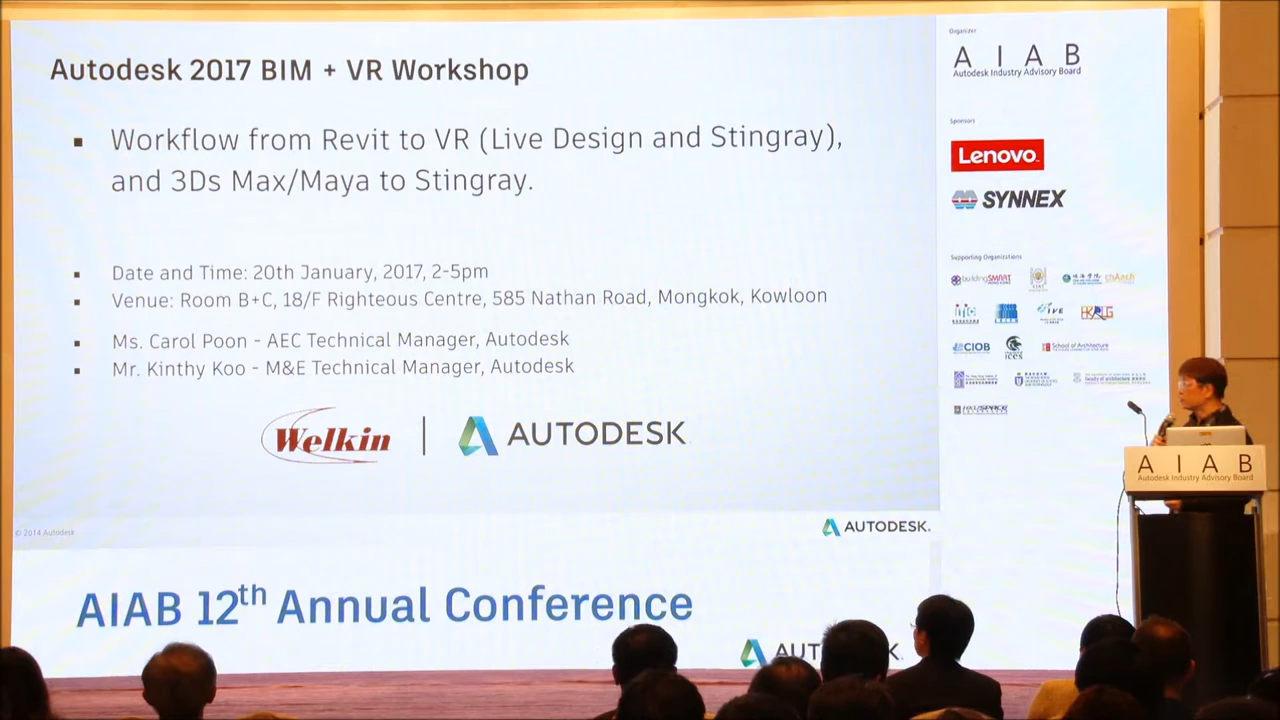 Autodesk 2017 BIM + VR Workshop
▪ Workflow from Revit to VR (Live Design and Stingray),
and 3Ds Max/Maya to Stingray.
▪ Date and Time: 20th January, 2017, 2-5pm
▪ Venue: Room B+C, 18/F Righteous Centre, 585 Nathan Road, Mongkok, Kowloon
▪ Ms. Carol Poon - AEC Technical Manager, Autodesk
▪ Mr. Kinthy Koo - M&E Technical Manager, Autodesk
Welkin | AUTODESK
© 2014 Autodesk
AUTODESK.
AIAB 12th Annual Conference
AUT K.
Organizer
A I A B
Autodesk Industry Advisory Board
Sponsors
Lenovo
SYNNEX
Supporting Organizations
buildingSMART
IVE
CIOB
ices
School of Architecture
A I A B
Autodesk Industry Advisory Board